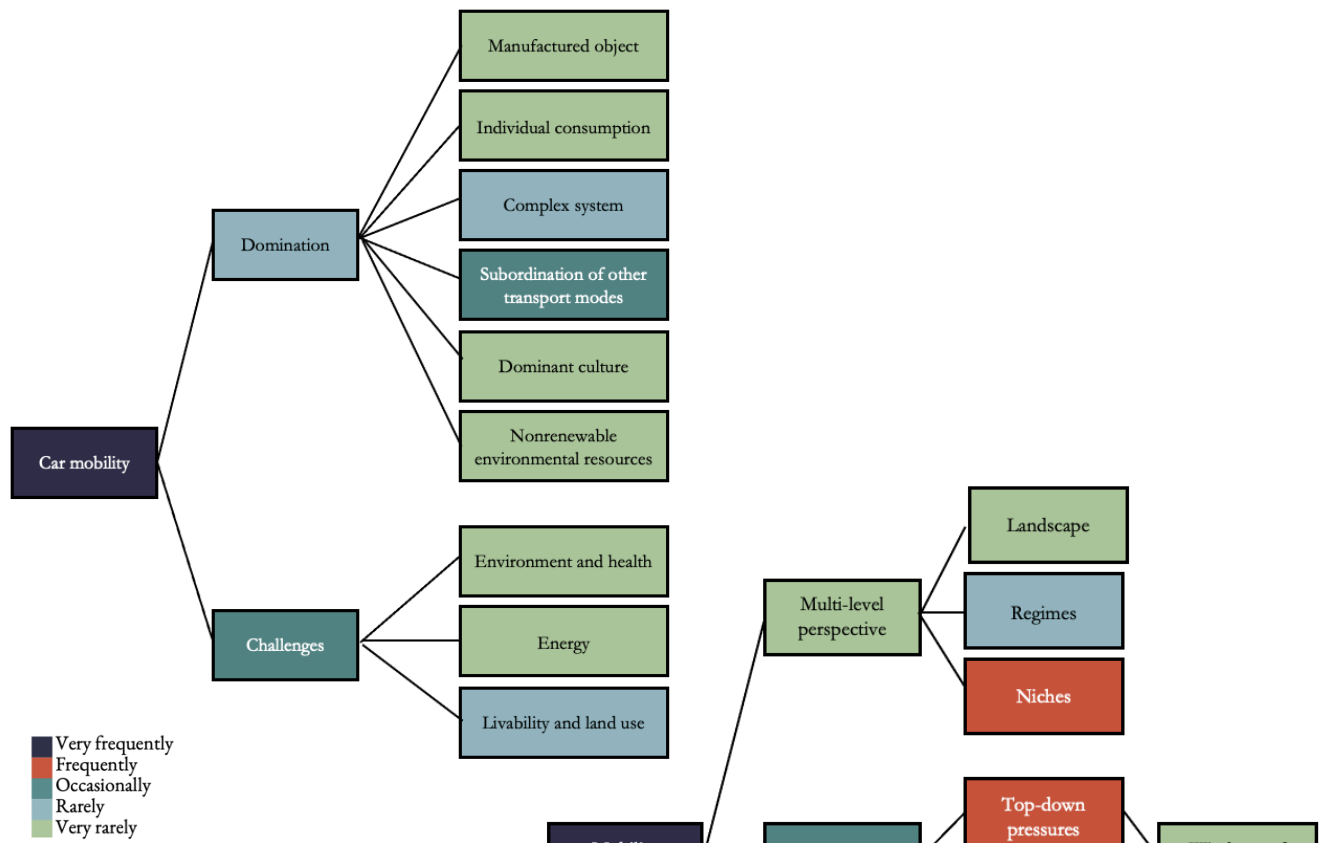 Manufactured object
Individual consumption
Complex system
Domination
Subordination of other
transport modes
Dominant culture
Nonrenewable
environmental resources
Car mobility
Environment and health
Challenges
Energy
Livability and land use
Landscape
Multi-level
perspective
Regimes
Niches
Top-down
pressures
Very frequently
Frequently
Occasionally
Rarely
Very rarely